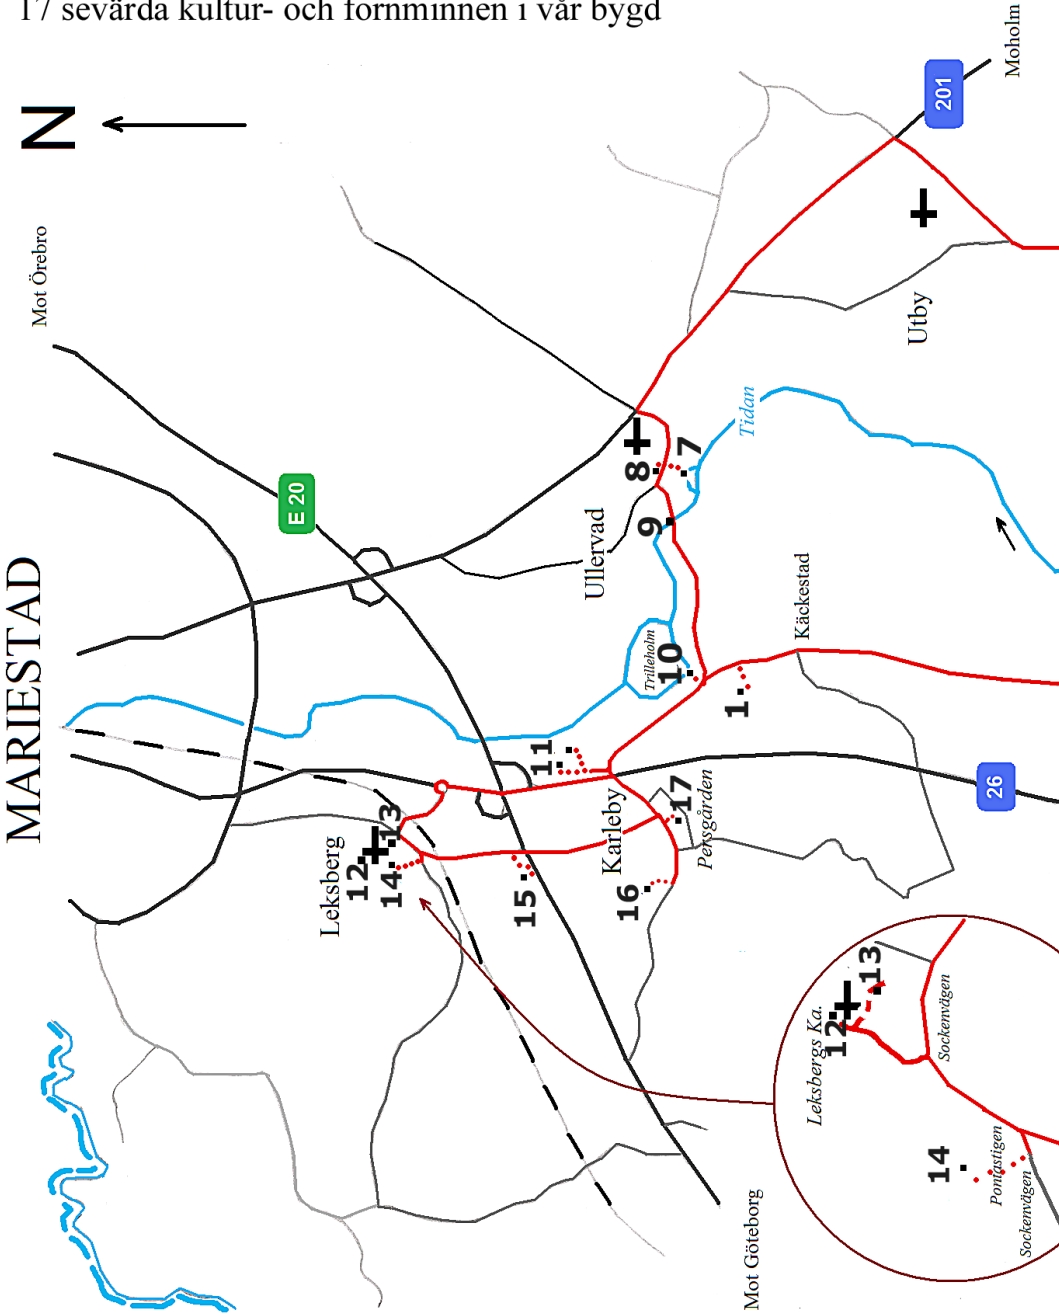 17 sevärda kultur- och fornminnen i vår bygd
N
MARIESTAD
Mot Örebro
Moholm
201
E 20
Utby
Tidan
8
7
9
Ullervad
Trilleholm
10
Käckestad
1
11
26
17
Karleby
Persgården
13
12
14
Leksberg
15
16
Leksbergs Ka.
12
13
Sockenvägen
14
Pontastigen
Sockenvägen
Mot Göteborg